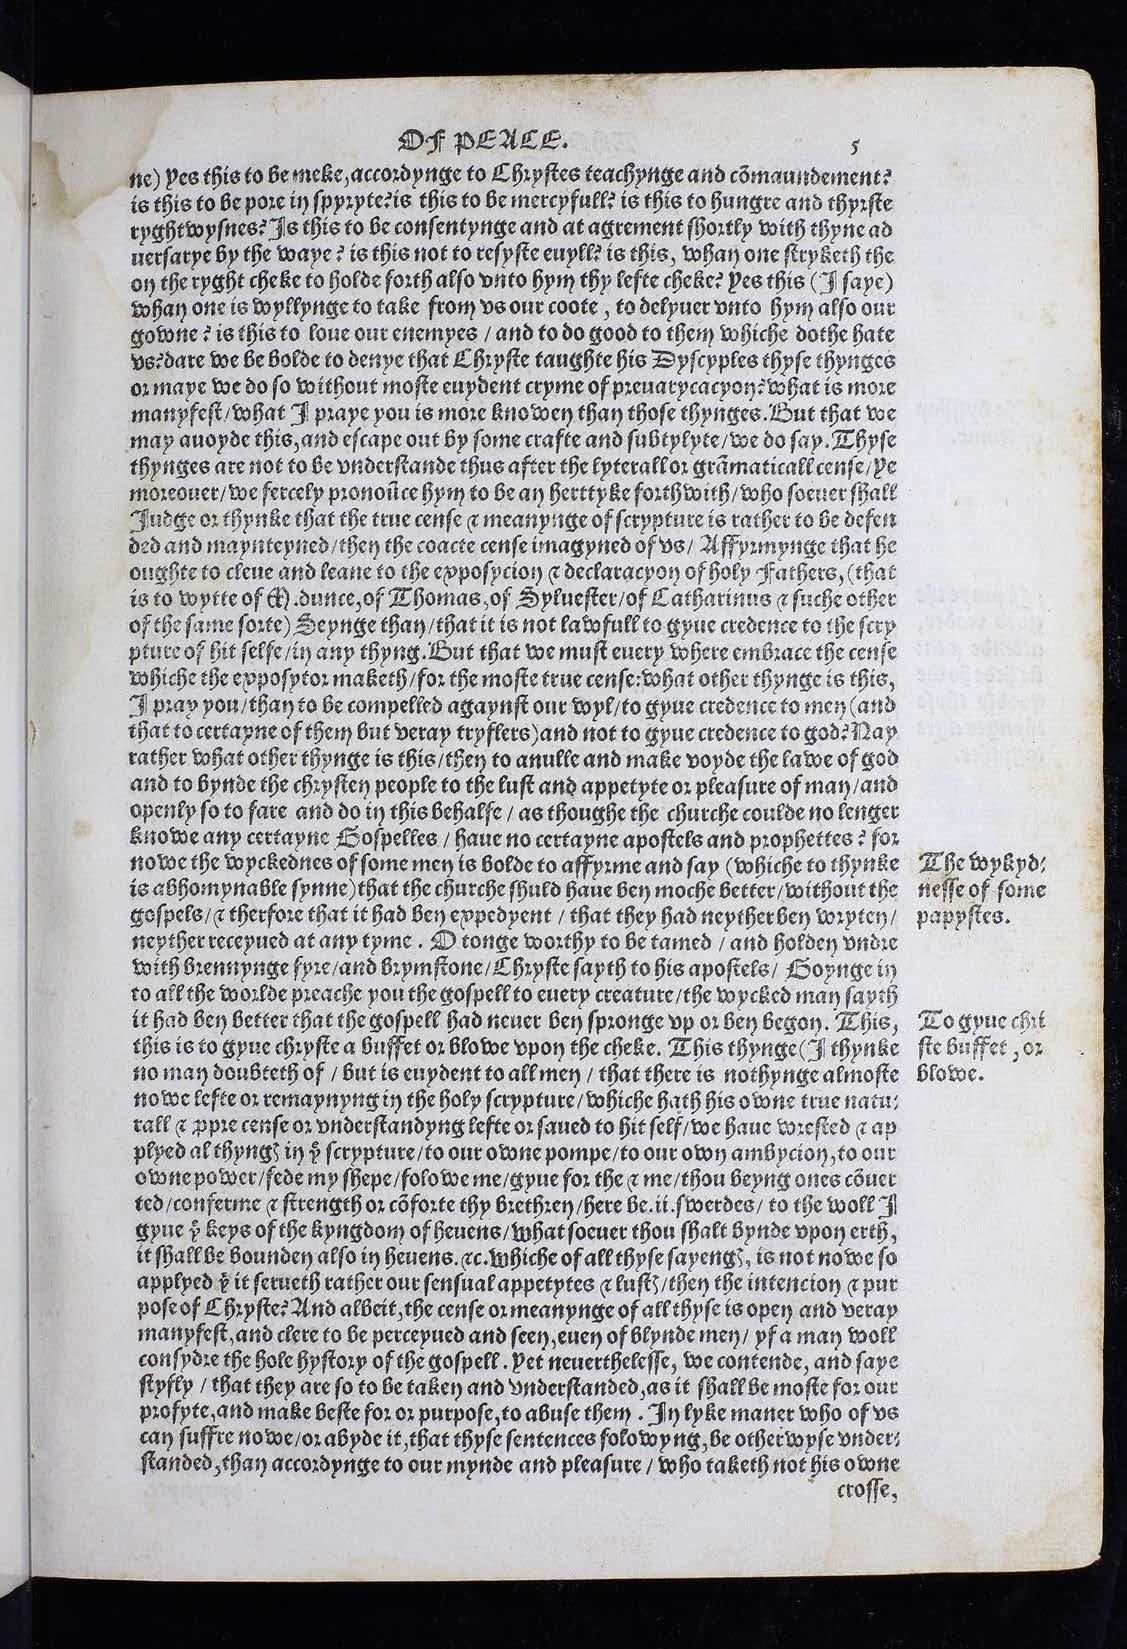 OF PEACE. 5
ne) yes this to be meke, accordynge to Chrystes teachynge and cõmaundement?
is this to be pore in spyryte? is this to be mercyfull? is this to hungre and thyrste
ryghtwysnes? Is this to be consentynge and at agrement shortly with thyne ad
uersarye by the waye? is this not to resyste euyll? is this, whan one stryketh the
on the ryght cheke to holde forth also vnto hym thy lefte cheke? yes this (I saye)
whan one is wyllynge to take from vs our coote, to delyuer vnto hym also our
gowne? is this to loue our enemyes / and to do good to them whiche dothe hate
vs? dare we be bolde to denye that Chryste taughte his Dyscyples thyse thynges
or maye we do so without moste euydent cryme of preuarycacyon? what is more
manyfest / what I praye you is more knowen than those thynges. But that we
may auoyde this, and escape out by some crafte and subtylyte / we do say. Thyse
thynges are not to be vnderstande thus after the lyterall or grãmaticall cense / ye
moreouer / we fercely pronoũce hym to be an herttyke forthwith / who soeuer shall
Iudge or thynke that the true cense & meanynge of scrypture is rather to be defen
ded and maynteyned / then the coacte cense imagyned of vs / Affyrmynge that he
oughte to cleue and leane to the exposycion & declaracyon of holy Fathers, (that
is to wytte of M. dunce, of Thomas, of Syluester / of Catharinus & suche other
of the same sorte) Seynge than / that it is not lawfull to gyue credence to the scry
pture of hit selfe / in any thyng. But that we must euery where embrace the cense
whiche the exposytor maketh / for the moste true cense: what other thynge is this,
I pray you / than to be compelled agaynst our wyl / to gyue credence to men (and
that to certayne of them but veray tryflers) and not to gyue credence to god? Nay
rather what other thynge is this / then to anulle and make voyde the lawe of god
and to bynde the chrysten people to the lust and appetyte or pleasure of man / and
openly so to fare and do in this behalfe / as thoughe the churche coulde no lenger
knowe any certayne Gospelles / haue no certayne apostels and prophettes? for
nowe the wyckednes of some men is bolde to affyrme and say (whiche to thynke
is abhomynable synne) that the churche shuld haue ben moche better / without the
gospels / & therfore that it had ben expedyent / that they had neyther ben wryten /
neyther receyued at any tyme. O tonge worthy to be tamed / and holden vndre
with brennynge fyre / and brymstone / Chryste sayth to his apostels / Goynge in
to all the worlde preache you the gospell to euery creature / the wycked man sayth
it had ben better that the gospell had neuer ben spronge vp or ben begon. This,
this is to gyue chryste a buffet or blowe vpon the cheke. This thynge (I thynke
no man doubteth of / but is euydent to all men / that there is nothynge almoste
nowe lefte or remaynyng in the holy scrypture / whiche hath his owne true natu⸗
rall & ꝓpre cense or vnderstandyng lefte or saued to hit self / we haue wrested & ap
plyed al thyngꝭ in yͤ scrypture / to our owne pompe / to our own ambycion, to our
owne power / fede my shepe / folowe me / gyue for the & me / thou beyng ones cõuer
ted / conferme & strength or cõforte thy brethren / here be .ii. swerdes / to the woll I
gyue yͤ keys of the kyngdom of heuens / what soeuer thou shalt bynde vpon erth,
it shall be bounden also in heuens. &c. whiche of all thyse sayengꝭ, is not nowe so
applyed yͭ it serueth rather our sensual appetytes & lustꝭ / then the intencion & pur
pose of Chryste? And albeit, the cense or meanynge of all thyse is open and veray
manyfest, and clere to be perceyued and seen, euen of blynde men / yf a man woll
consydre the hole hystory of the gospell. Yet neuerthelesse, we contende, and saye
styfly / that they are so to be taken and vnderstanded, as it shall be moste for our
profyte, and make beste for or purpose, to abuse them. In lyke maner who of vs
can suffre nowe / or abyde it, that thyse sentences folowyng, be otherwyse vnder⸗
standed, than accordynge to our mynde and pleasure / who taketh not his owne
crosse,
The wykyd⸗
nesse of some
papystes.
To gyue chri
ste buffet, or
blowe.